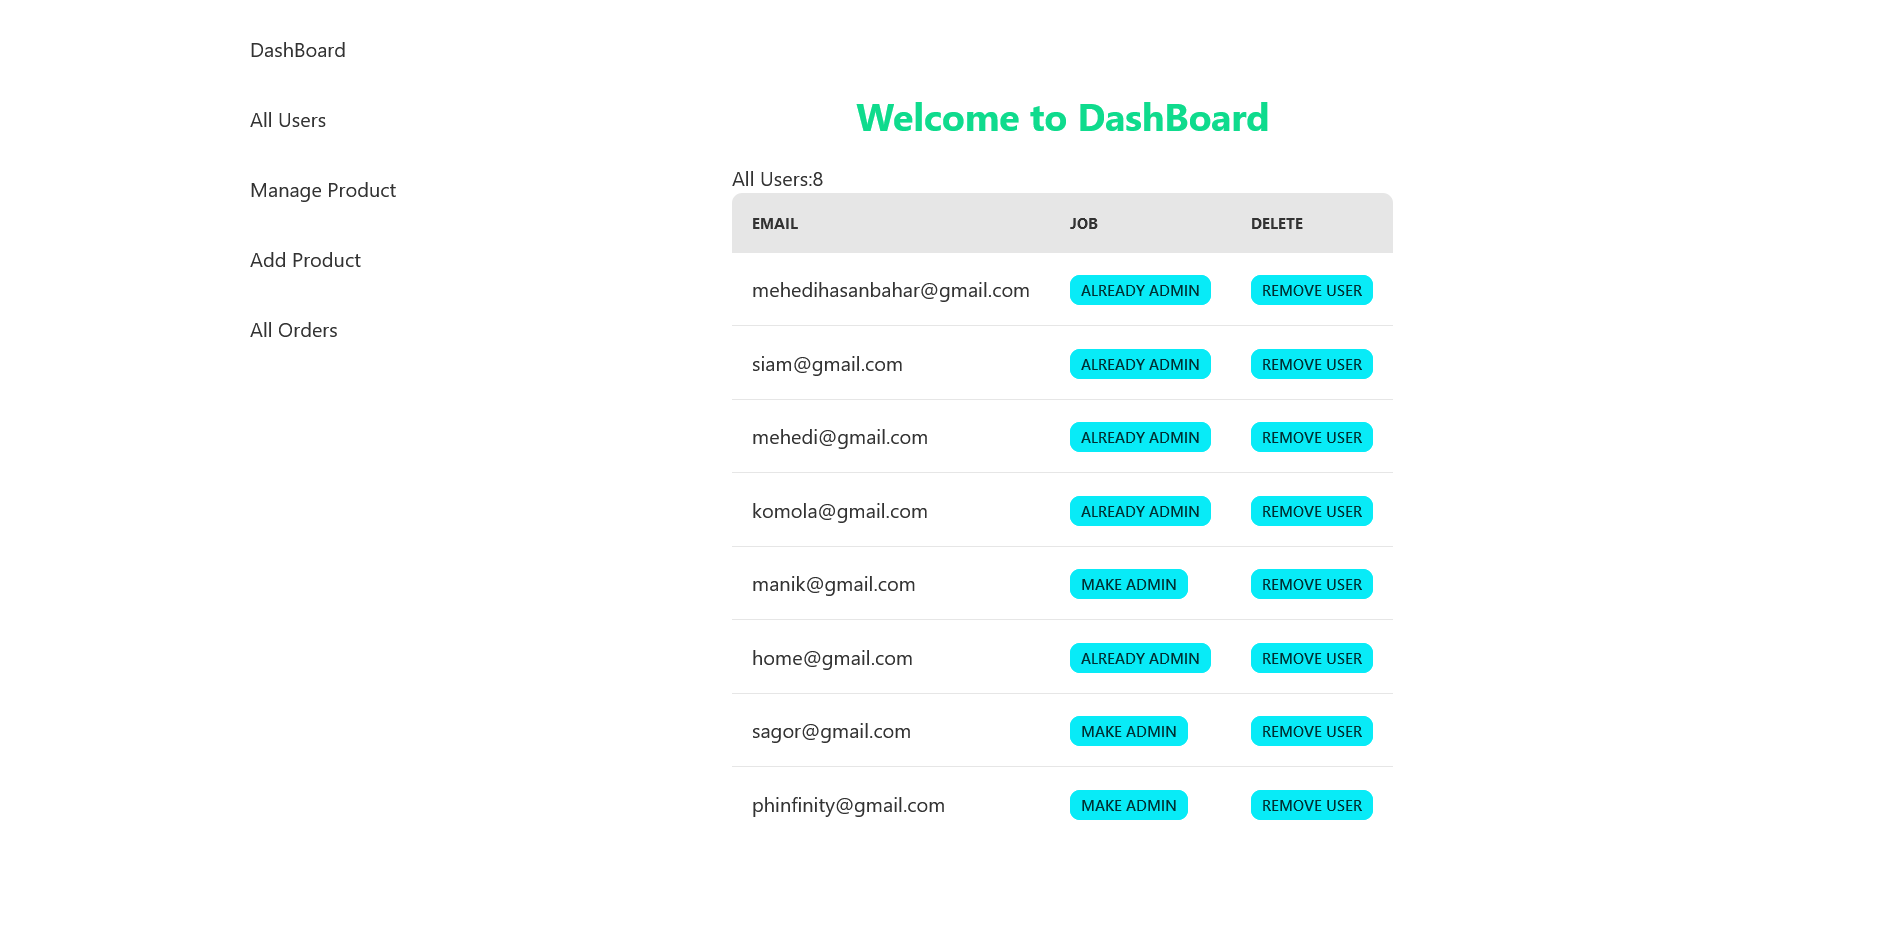 DashBoard
All Users
Manage Product
Add Product
All Orders
Welcome to DashBoard
All Users:8
EMAIL JOB DELETE
mehedihasanbahar@gmail.com ALREADY ADMIN REMOVE USER
siam@gmail.com ALREADY ADMIN REMOVE USER
mehedi@gmail.com ALREADY ADMIN REMOVE USER
komola@gmail.com ALREADY ADMIN REMOVE USER
manik@gmail.com MAKE ADMIN REMOVE USER
home@gmail.com ALREADY ADMIN REMOVE USER
sagor@gmail.com MAKE ADMIN REMOVE USER
phinfinity@gmail.com MAKE ADMIN REMOVE USER